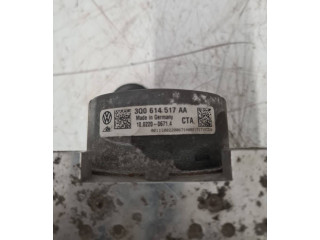 3Q0 614 517 AA
Made in Germany
10.0220-0671.4 CTA